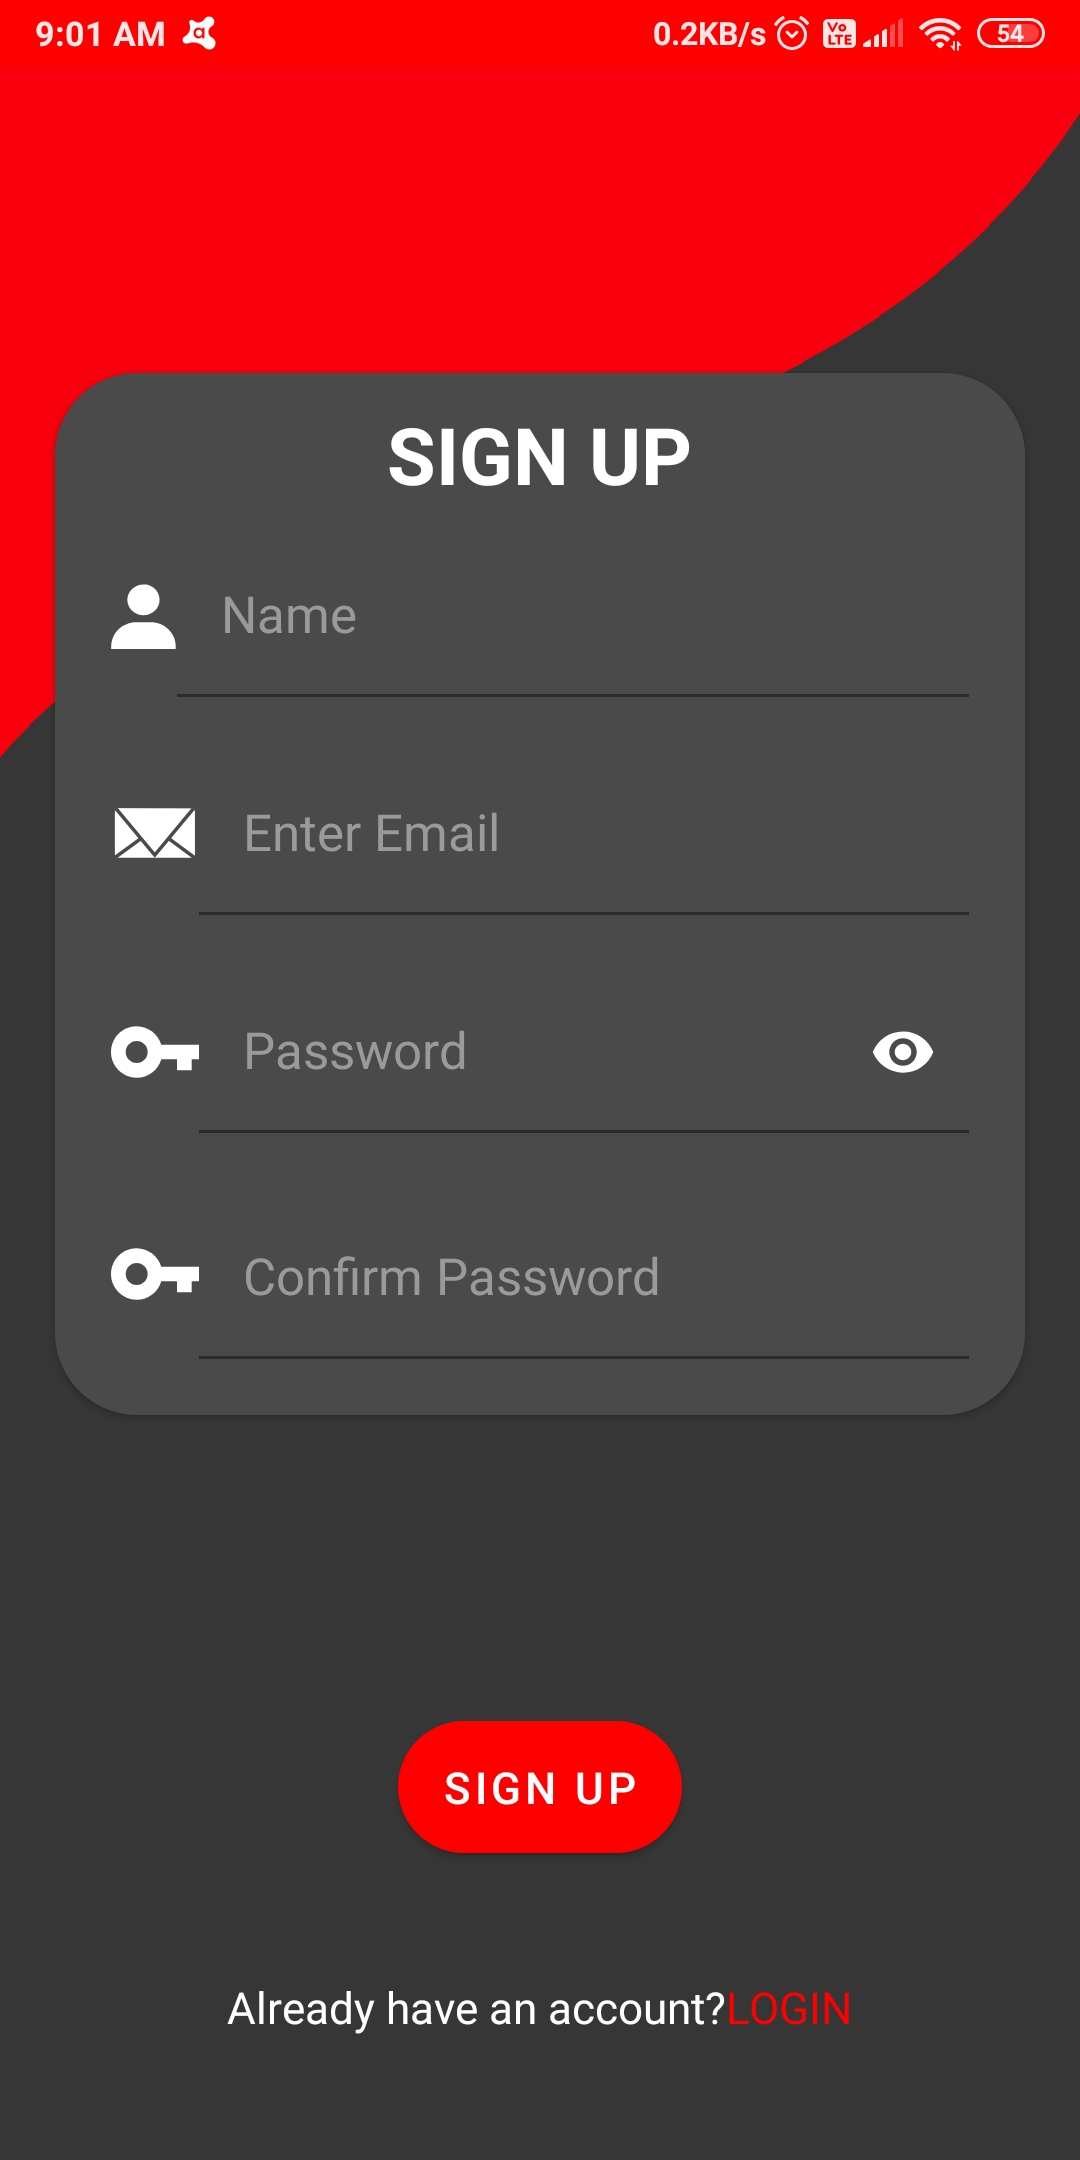 9:01 AM 0.2KB/s Vo LTE 54
SIGN UP
Name
Enter Email
Password
Confirm Password
SIGN UP
Already have an account?LOGIN